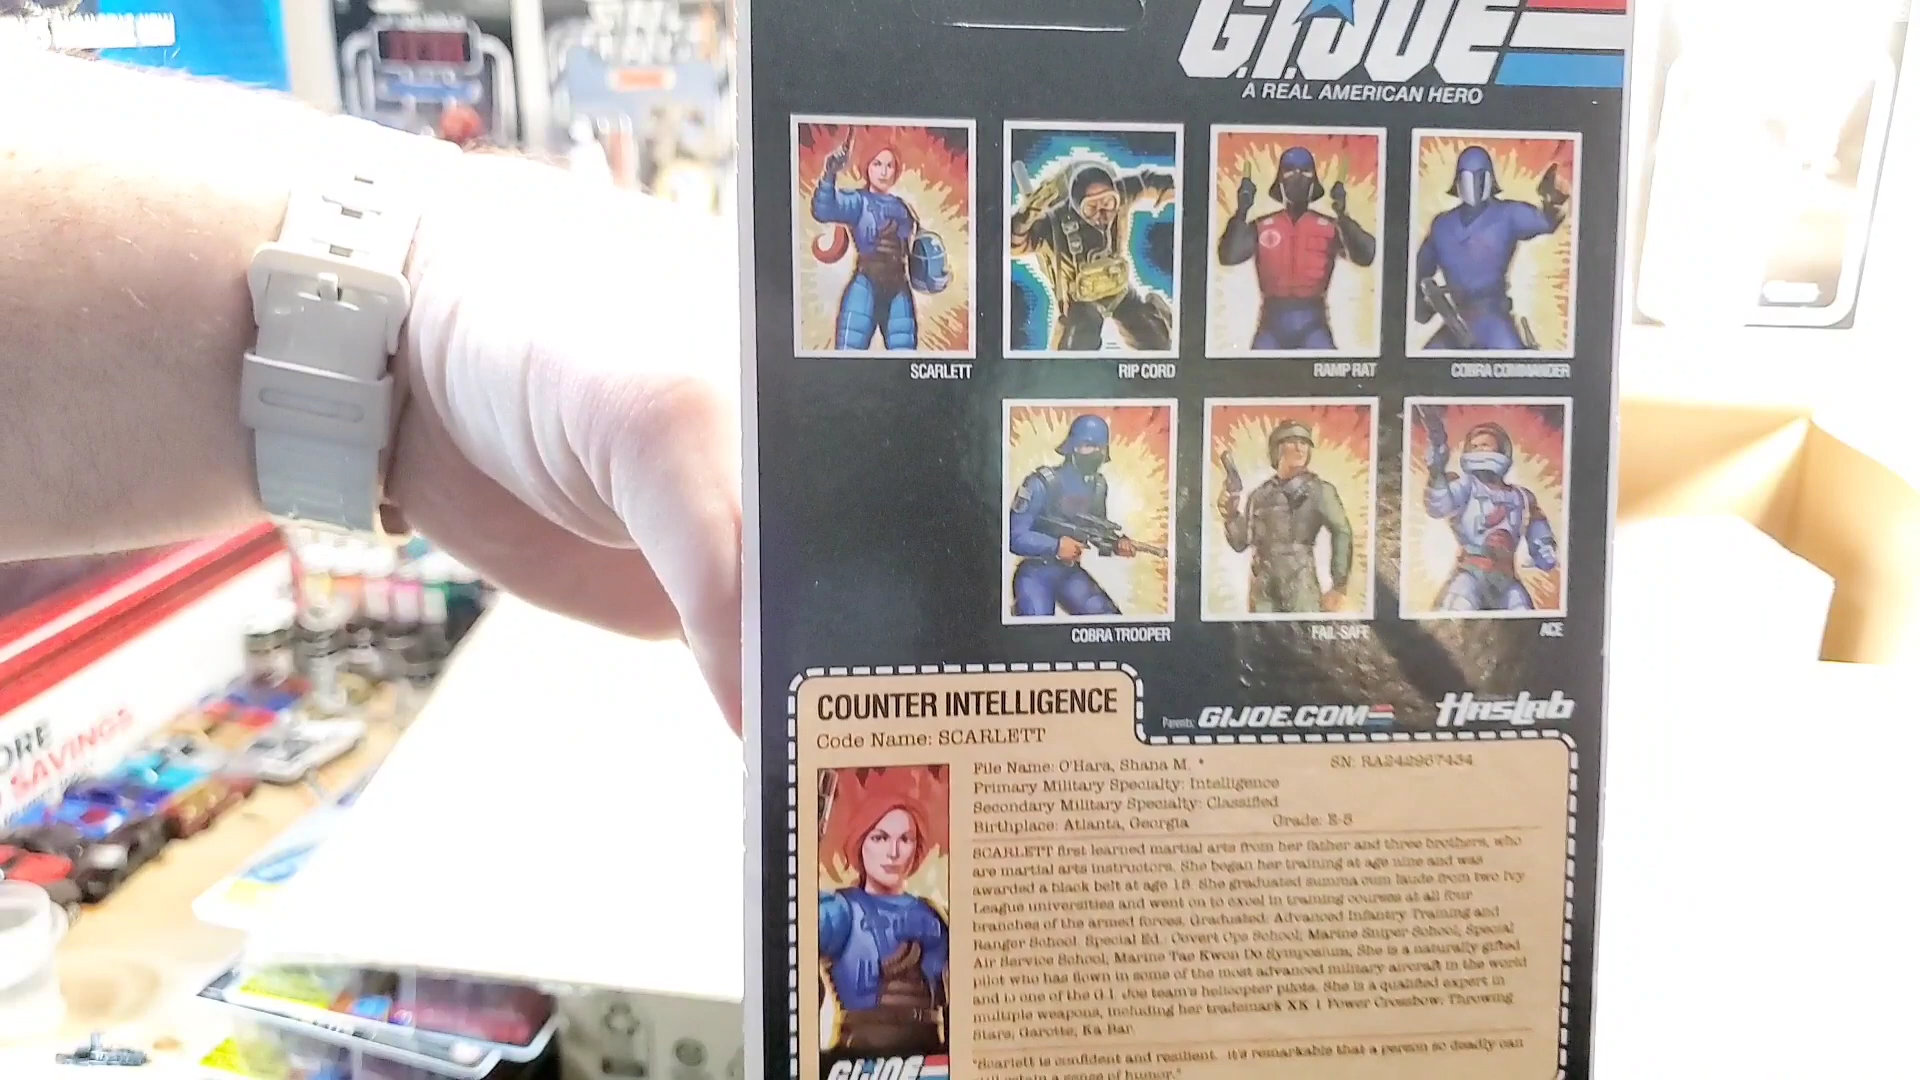 G.I.JOE
A REAL AMERICAN HERO
SCARLETT
RIP CORD
RAMP RAT
COBRA COMMANDER
COBRA TROOPER
FAIL-SAFE
ACE
COUNTER INTELLIGENCE
Parents: GIJOE.COM
HASLAB
Code Name: SCARLETT
File Name: O'Hara, Shana M. *
SN: RA242967434
Primary Military Specialty: Intelligence
Secondary Military Specialty: Classified
Birthplace: Atlanta, Georgia
Grade: E-5
SCARLETT first learned martial arts from her father and three brothers, who
are martial arts instructors. She began her training at age nine and was
awarded a black belt at age 15. She graduated summa cum laude from two Ivy
League universities and went on to excel in training courses at all four
branches of the armed forces. Graduated: Advanced Infantry Training and
Ranger School. Special Ed.: Covert Ops School; Marine Sniper School; Special
Air Service School; Marine Tae Kwon Do Symposium; She is a naturally gifted
pilot who has flown in some of the most advanced military aircraft in the world
and is one of the G.I. Joe team's helicopter pilots. She is a qualified expert in
multiple weapons, including her trademark XK-1 Power Crossbow; Throwing
Stars; Garotte; Ka-Bar.
"Scarlett is confident and resilient. It's remarkable that a person so deadly can
still retain a sense of humor."
GIJOE
ORE
SAVINGS